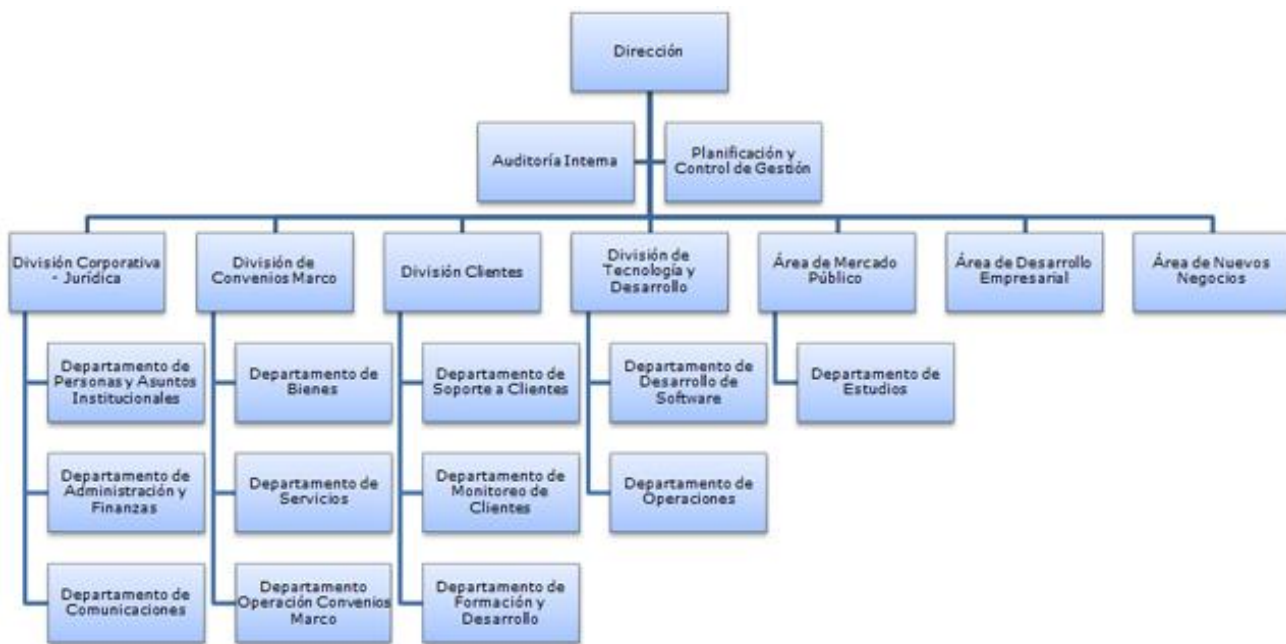 Dirección
Auditoría Interna
Planificación y
Control de Gestión
División Corporativa
- Jurídica
División de
Convenios Marco
División Clientes
División de
Tecnología y
Desarrollo
Área de Mercado
Público
Área de Desarrollo
Empresarial
Área de Nuevos
Negocios
Departamento de
Personas y Asuntos
Institucionales
Departamento de
Bienes
Departamento de
Soporte a Clientes
Departamento de
Desarrollo de
Software
Departamento de
Estudios
Departamento de
Administración y
Finanzas
Departamento de
Servicios
Departamento de
Monitoreo de
Clientes
Departamento de
Operaciones
Departamento de
Comunicaciones
Departamento
Operación Convenios
Marco
Departamento de
Formación y
Desarrollo